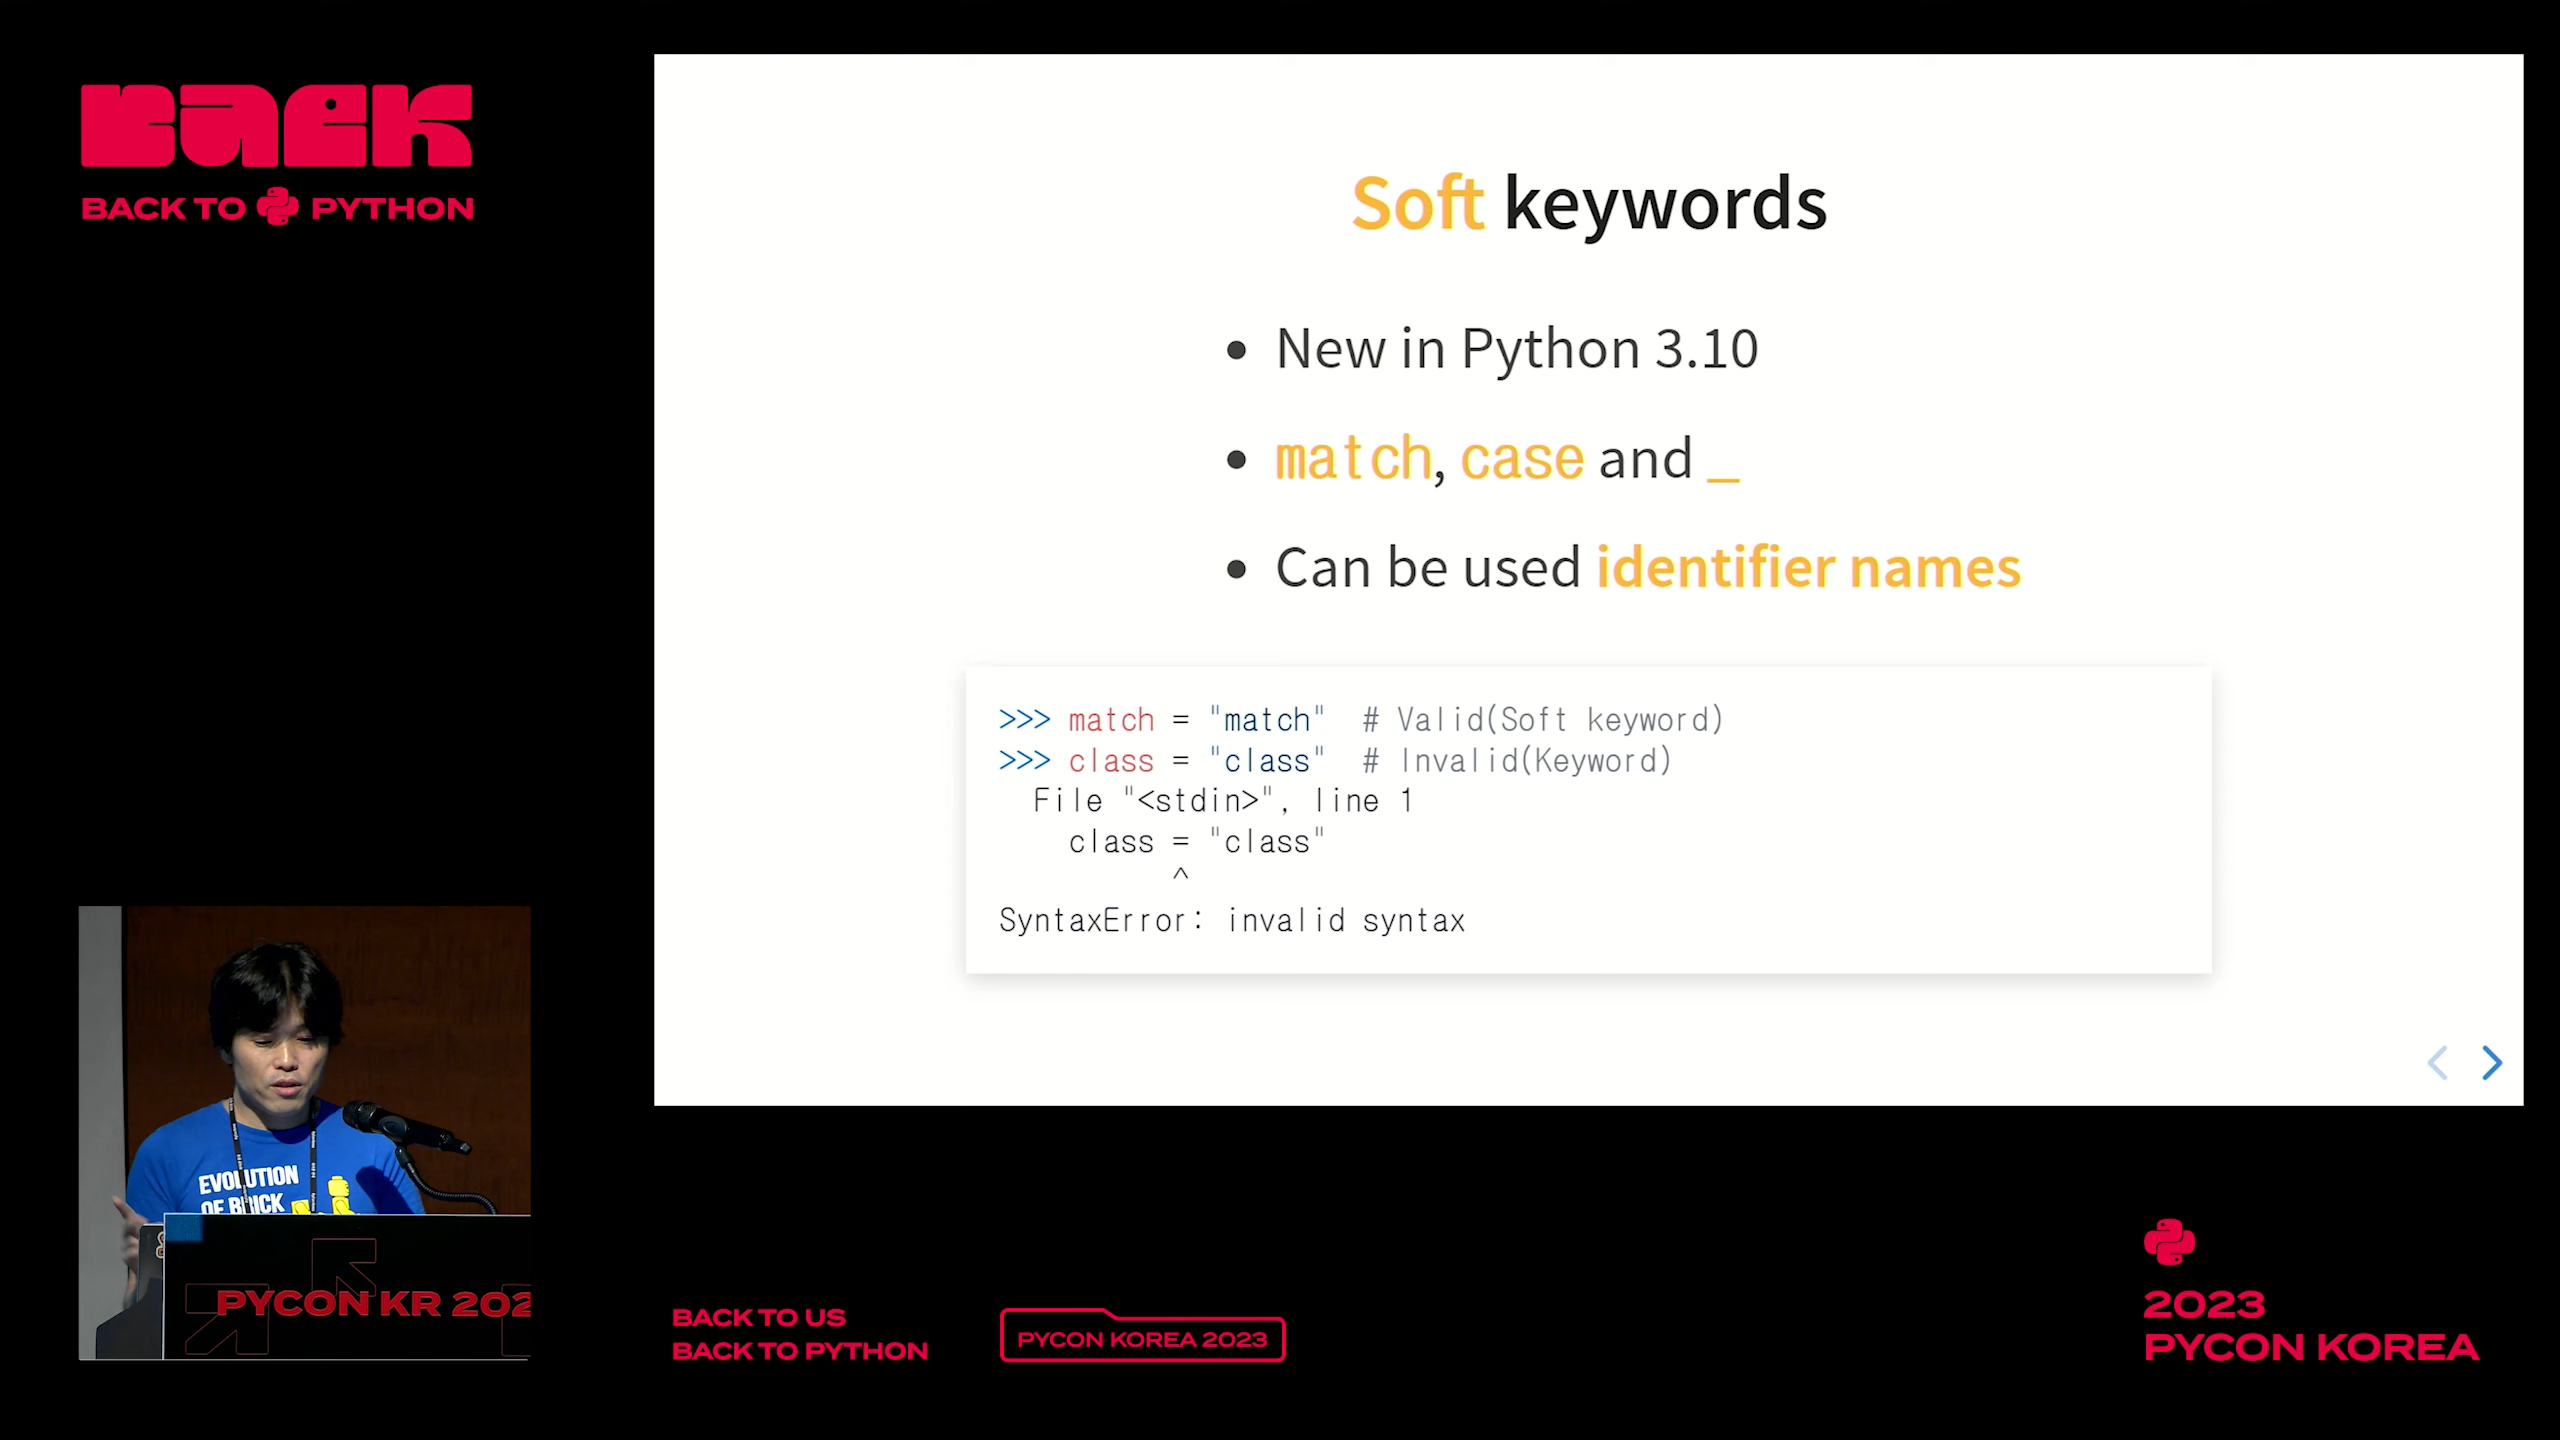 BACK
BACK TO PYTHON
Soft keywords
New in Python 3.10
match, case and _
Can be used identifier names
>>> match = "match"  # Valid(Soft keyword)
>>> class = "class"  # Invalid(Keyword)
  File "<stdin>", line 1
    class = "class"
          ^
SyntaxError: invalid syntax
EVOLUTION
OF BRICK
PYCON KR 202
BACK TO US
BACK TO PYTHON
PYCON KOREA 2023
2023
PYCON KOREA